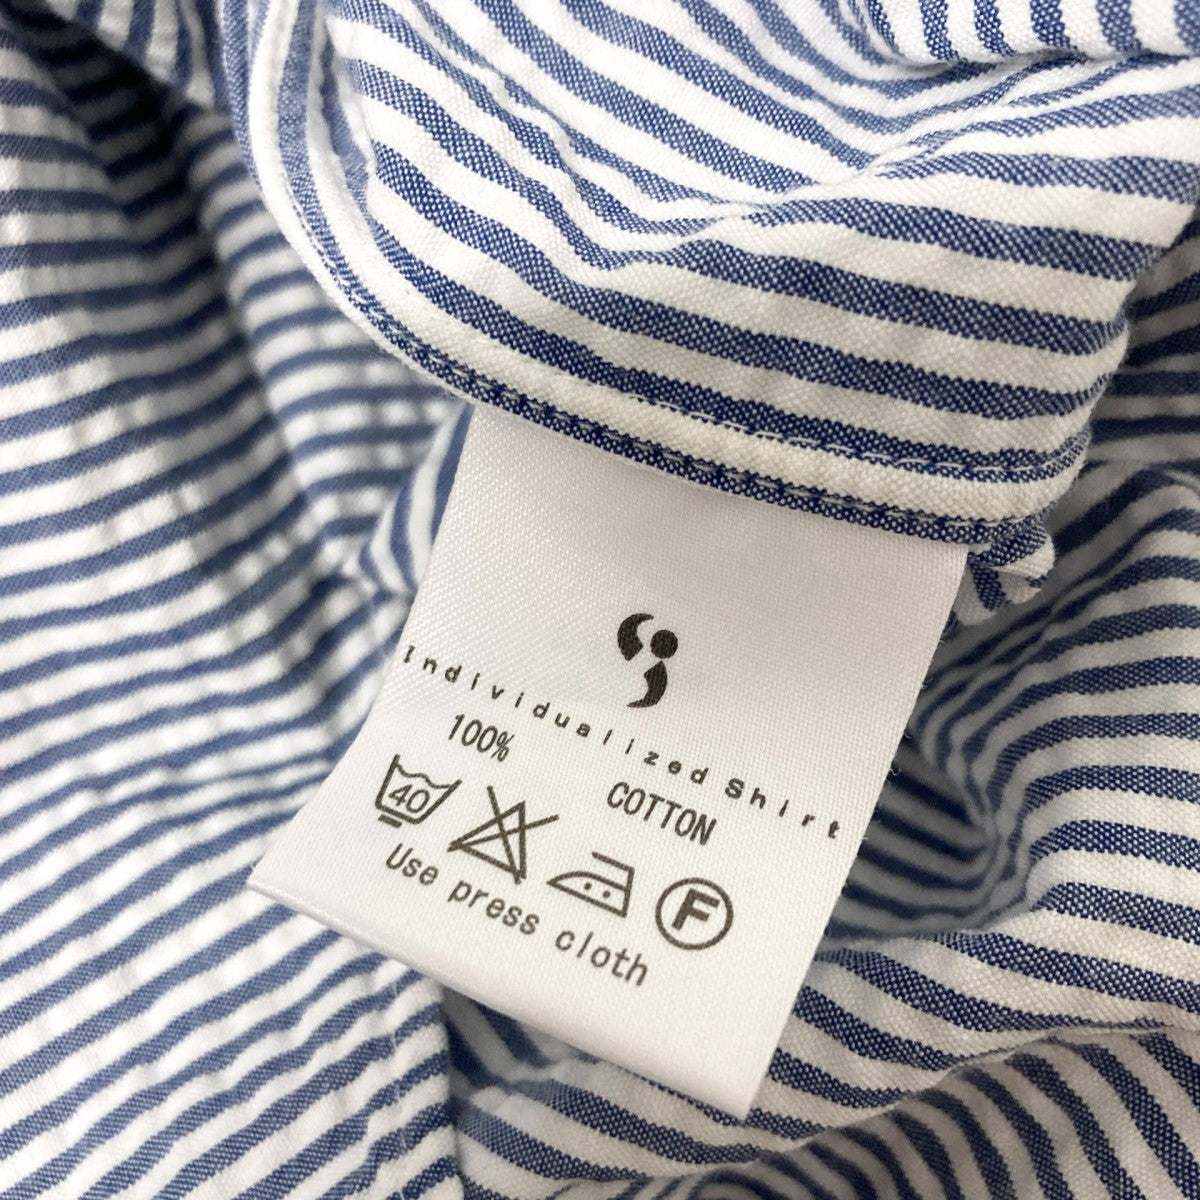 Individualized Shirt
100% COTTON
40
F
Use press cloth